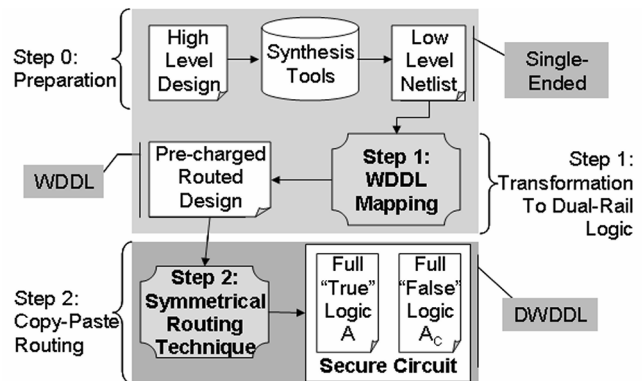 Step 0:
Preparation
High
Level
Design
Synthesis
Tools
Low
Level
Netlist
Single-
Ended
WDDL
Pre-charged
Routed
Design
Step 1:
WDDL
Mapping
Step 1:
Transformation
To Dual-Rail
Logic
Step 2:
Copy-Paste
Routing
Step 2:
Symmetrical
Routing
Technique
Full
“True”
Logic
A
Full
“False”
Logic
Ac
Secure Circuit
DWDDL